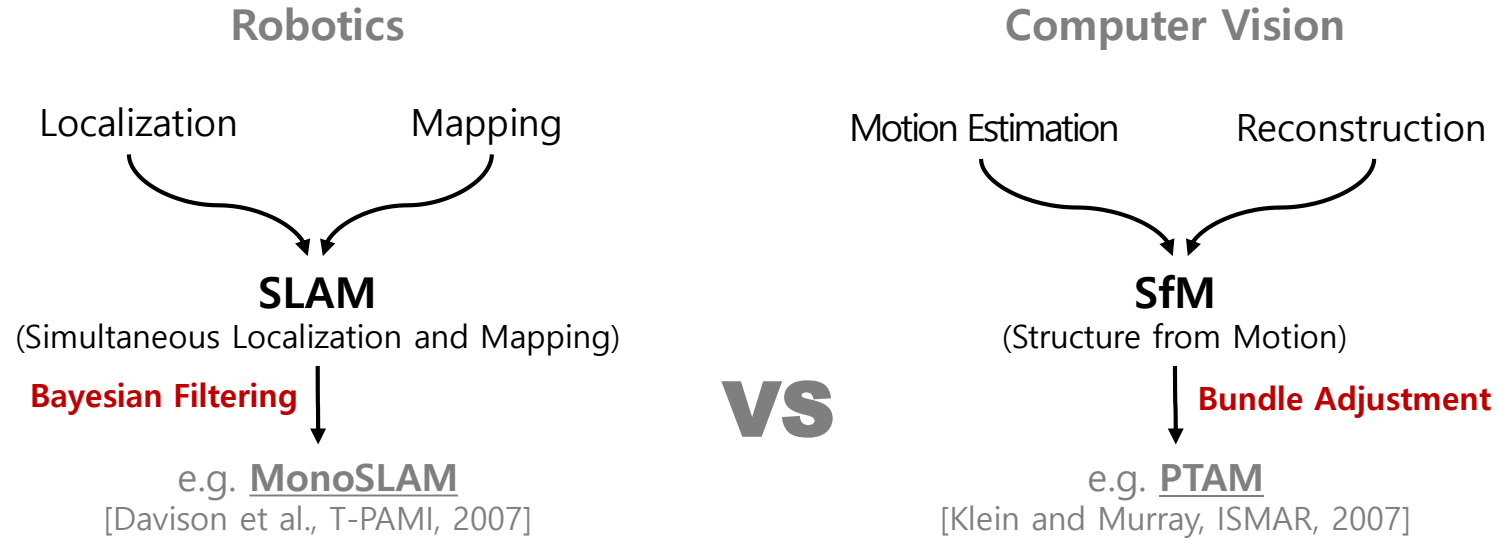 Robotics
Localization
Mapping
SLAM
(Simultaneous Localization and Mapping)
Bayesian Filtering
e.g. MonoSLAM
[Davison et al., T-PAMI, 2007]
VS
Computer Vision
Motion Estimation
Reconstruction
SfM
(Structure from Motion)
Bundle Adjustment
e.g. PTAM
[Klein and Murray, ISMAR, 2007]